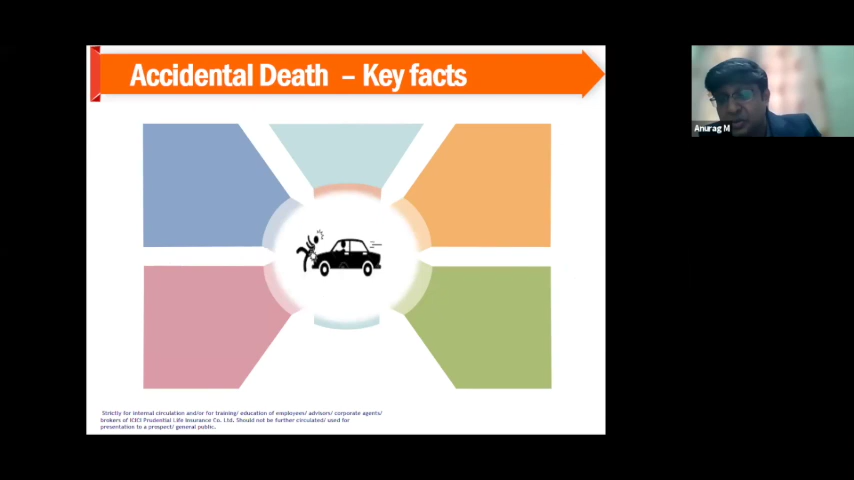 Accidental Death – Key facts
Anurag M
Strictly for internal circulation and/or for training/ education of employees/ advisors/ corporate agents/
brokers of ICICI Prudential Life Insurance Co. Ltd. Should not be further circulated/ used for
presentation to a prospect/ general public.